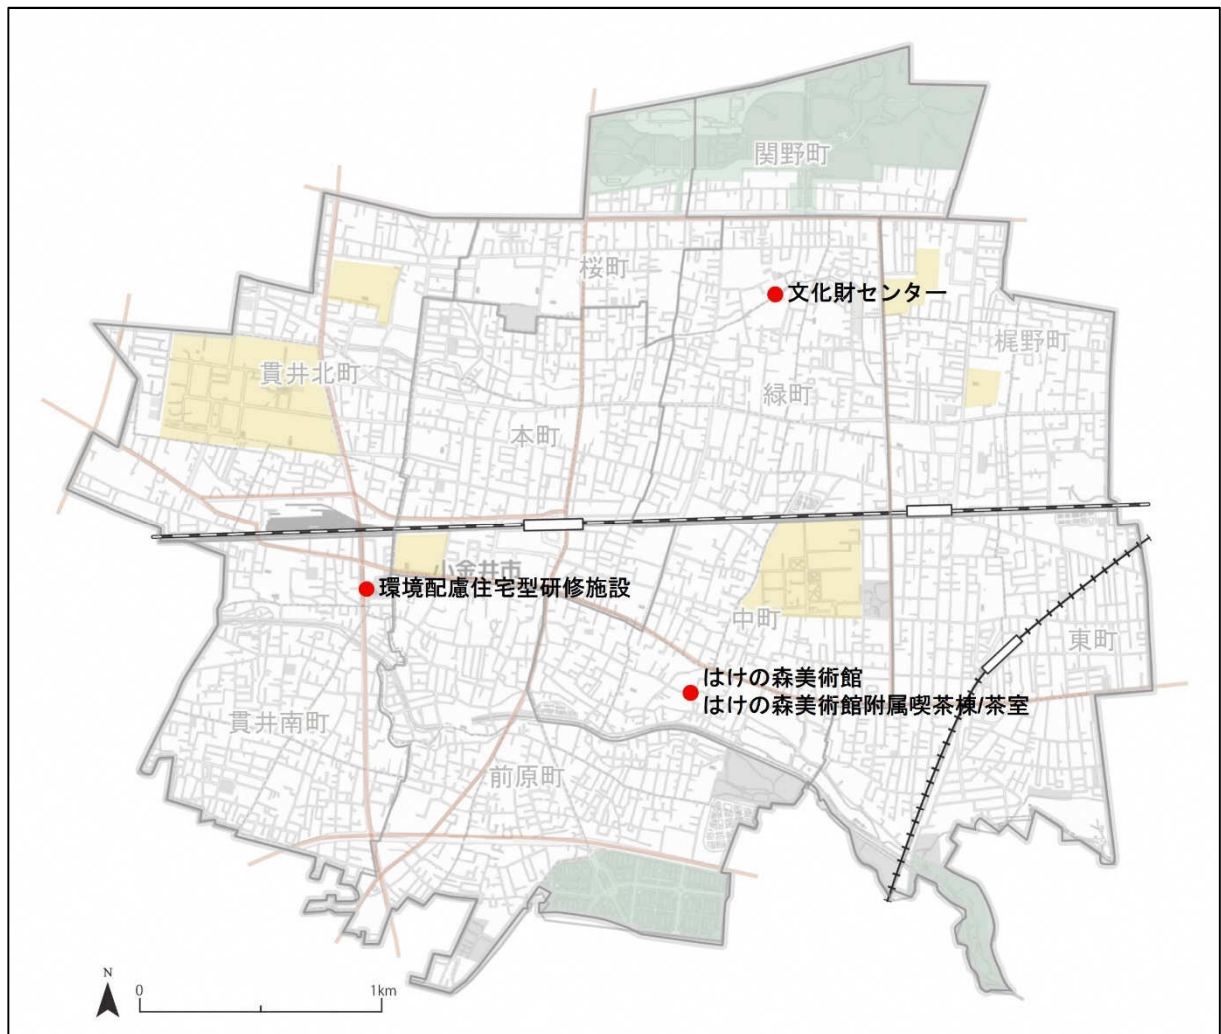 関野町
桜町
文化財センター
梶野町
貫井北町
緑町
本町
小金井市
環境配慮住宅型研修施設
中町
東町
はけの森美術館
はけの森美術館附属喫茶棟/茶室
貫井南町
前原町
N
0
1km